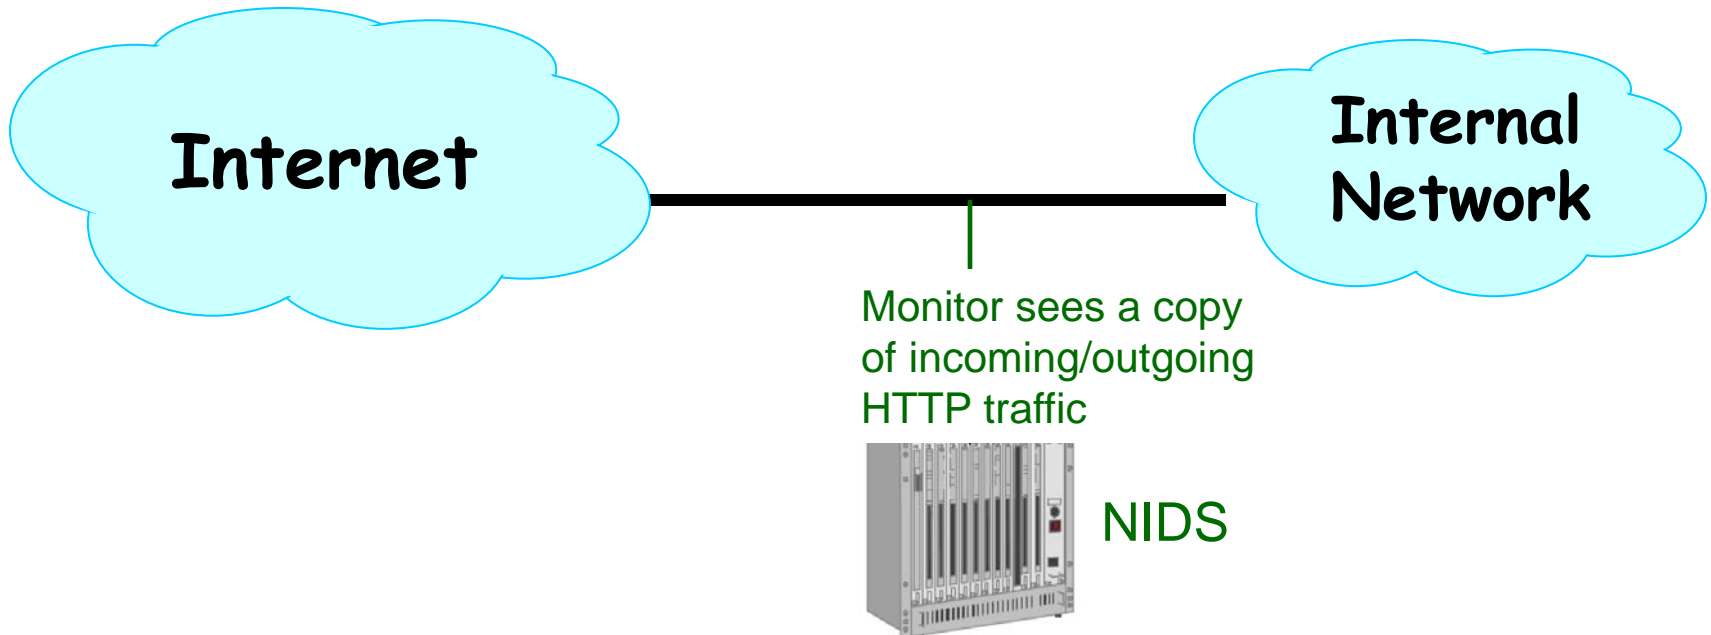 Internet
Internal
Network
Monitor sees a copy
of incoming/outgoing
HTTP traffic
NIDS